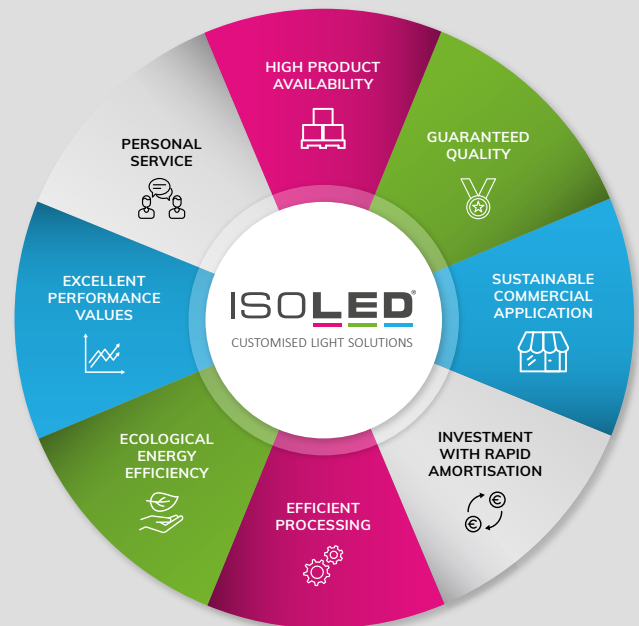 HIGH PRODUCT
AVAILABILITY
GUARANTEED
QUALITY
SUSTAINABLE
COMMERCIAL
APPLICATION
INVESTMENT
WITH RAPID
AMORTISATION
EFFICIENT
PROCESSING
ECOLOGICAL
ENERGY
EFFICIENCY
EXCELLENT
PERFORMANCE
VALUES
PERSONAL
SERVICE
ISOLED®
CUSTOMISED LIGHT SOLUTIONS